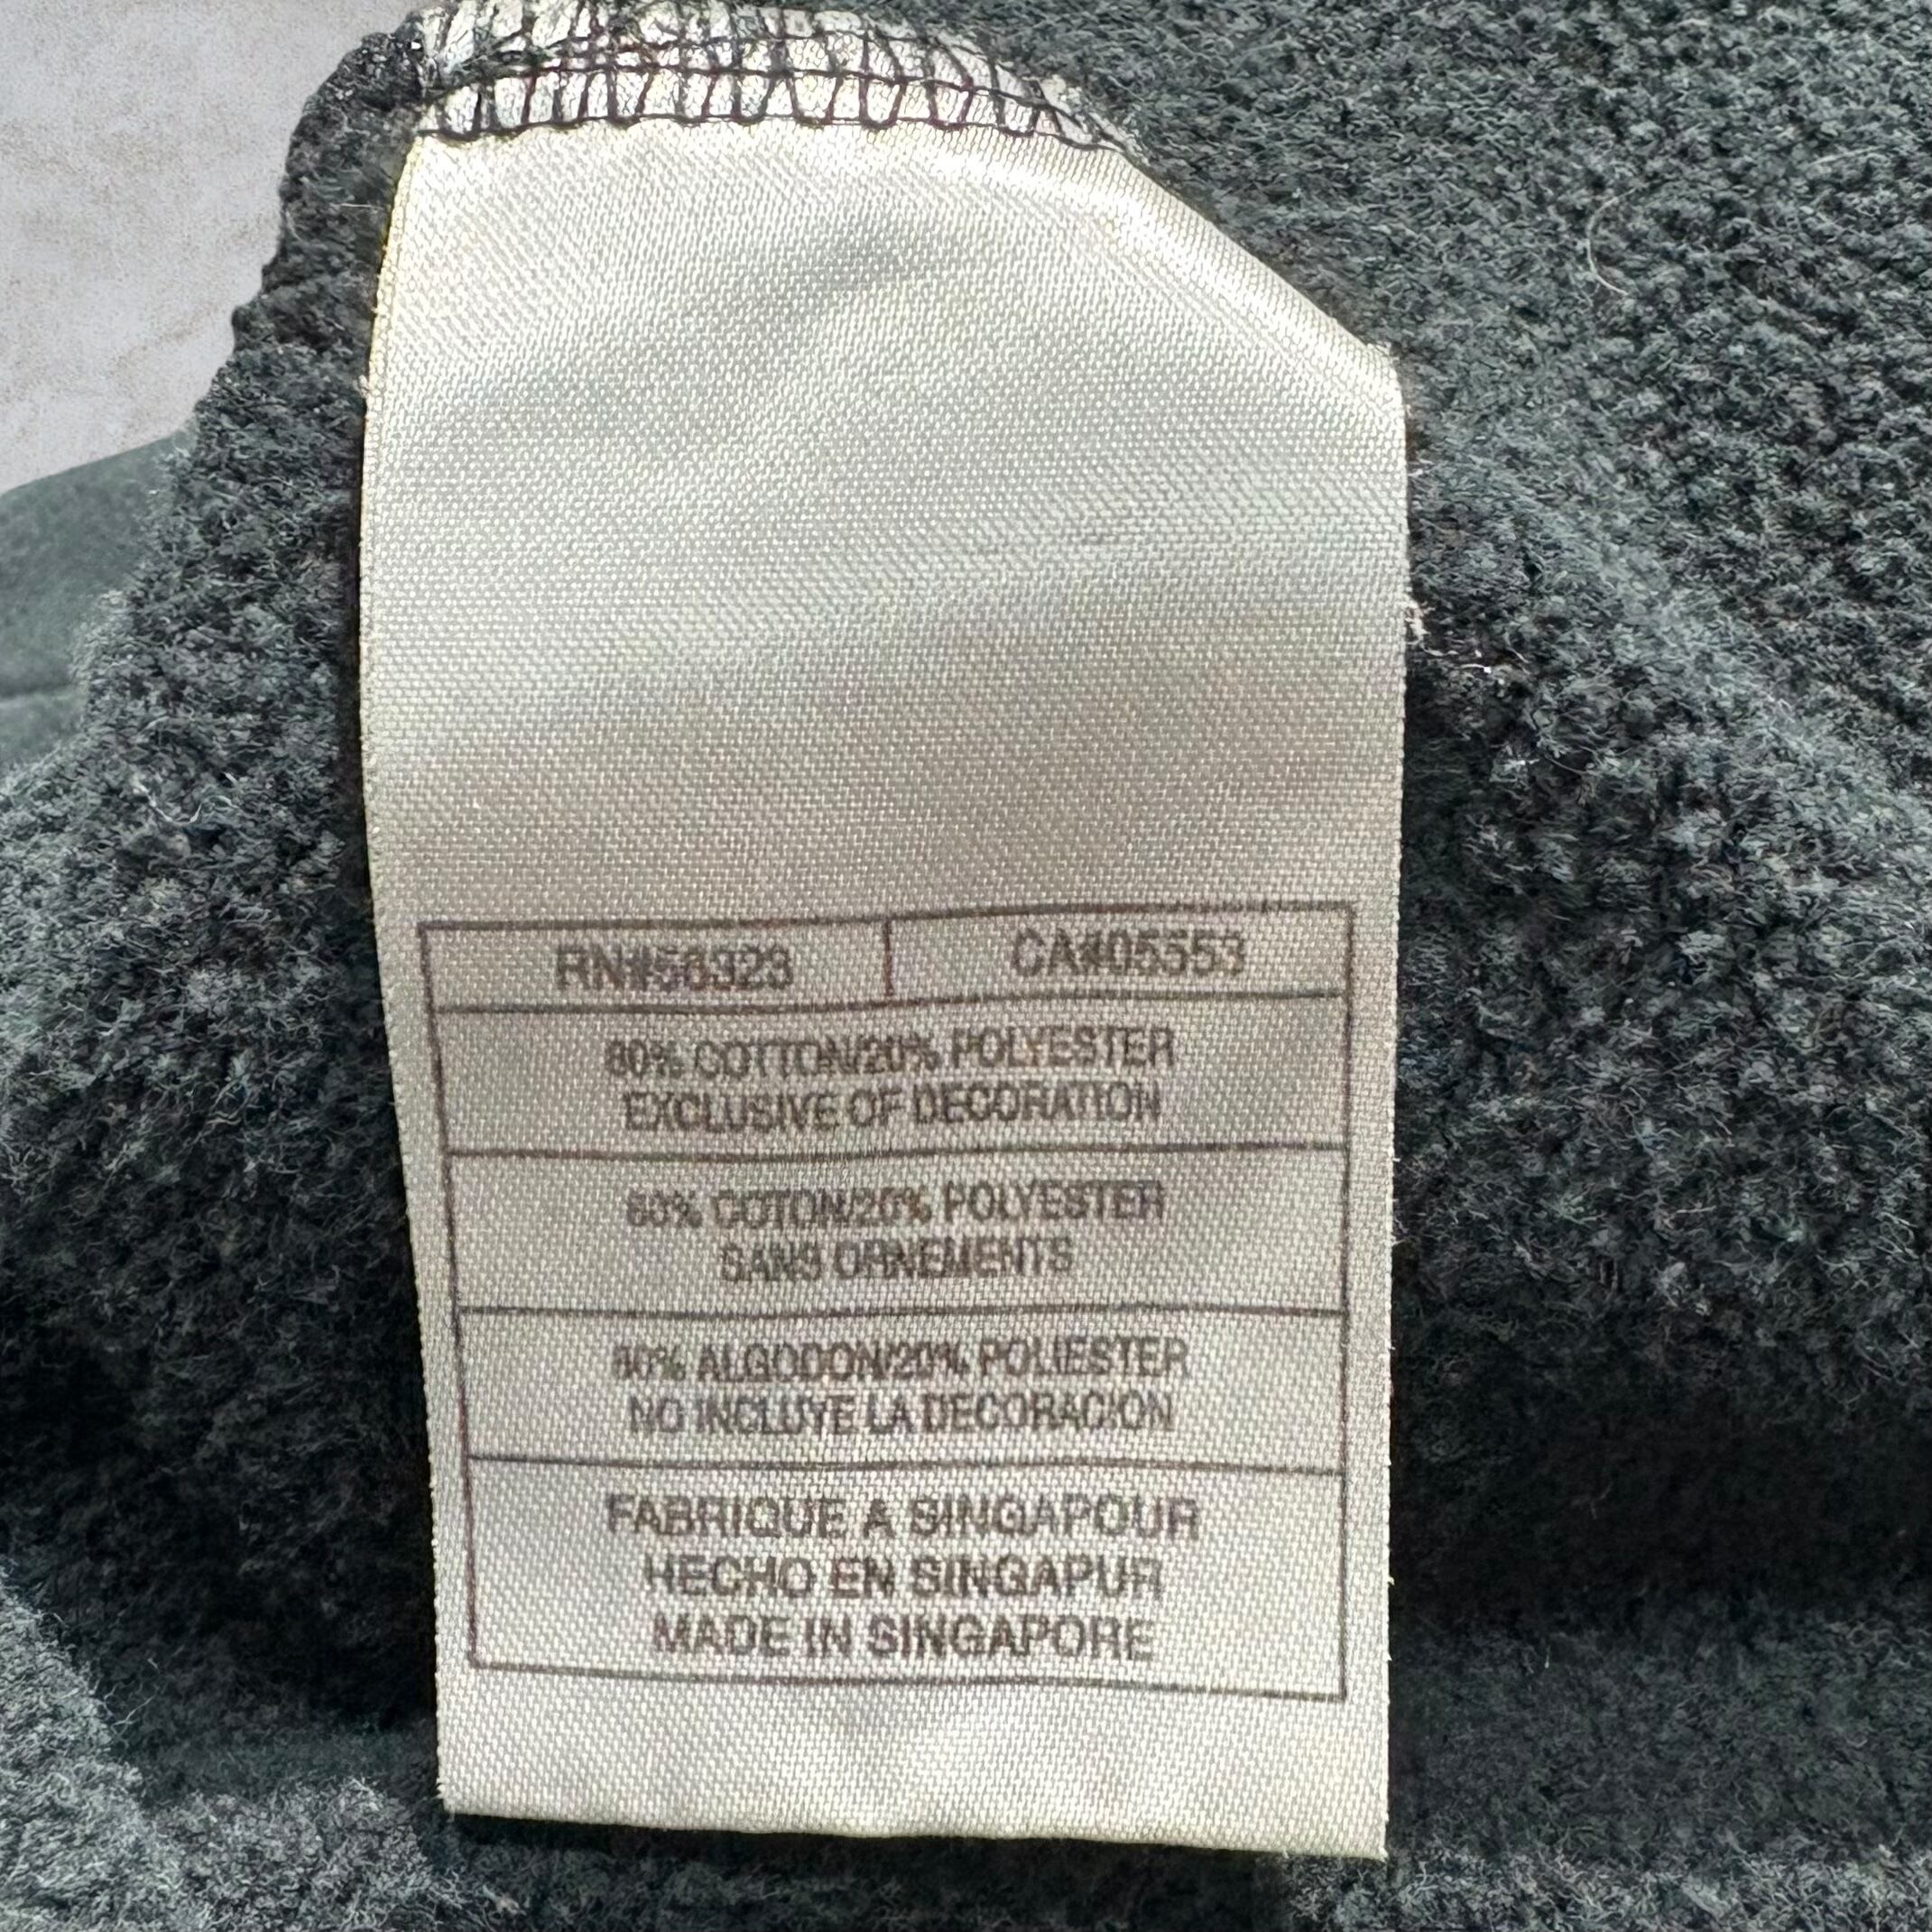 RN#56323 CA#05553
80% COTTON/20% POLYESTER
EXCLUSIVE OF DECORATION
80% COTON/20% POLYESTER
SANS ORNEMENTS
80% ALGODON/20% POLIESTER
NO INCLUYE LA DECORACION
FABRIQUE A SINGAPOUR
HECHO EN SINGAPUR
MADE IN SINGAPORE